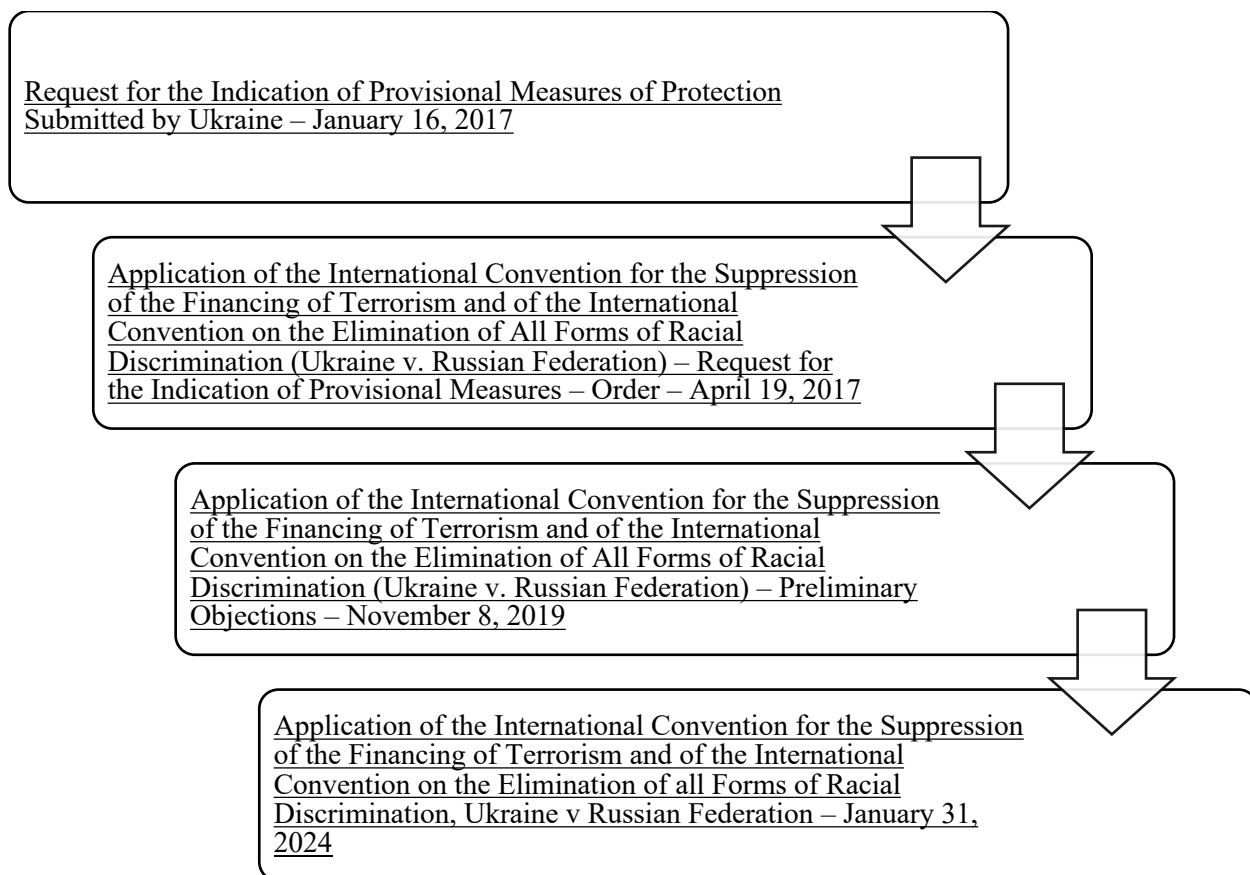 Request for the Indication of Provisional Measures of Protection
Submitted by Ukraine – January 16, 2017
Application of the International Convention for the Suppression
of the Financing of Terrorism and of the International
Convention on the Elimination of All Forms of Racial
Discrimination (Ukraine v. Russian Federation) – Request for
the Indication of Provisional Measures – Order – April 19, 2017
Application of the International Convention for the Suppression
of the Financing of Terrorism and of the International
Convention on the Elimination of All Forms of Racial
Discrimination (Ukraine v. Russian Federation) – Preliminary
Objections – November 8, 2019
Application of the International Convention for the Suppression
of the Financing of Terrorism and of the International
Convention on the Elimination of all Forms of Racial
Discrimination, Ukraine v Russian Federation – January 31,
2024